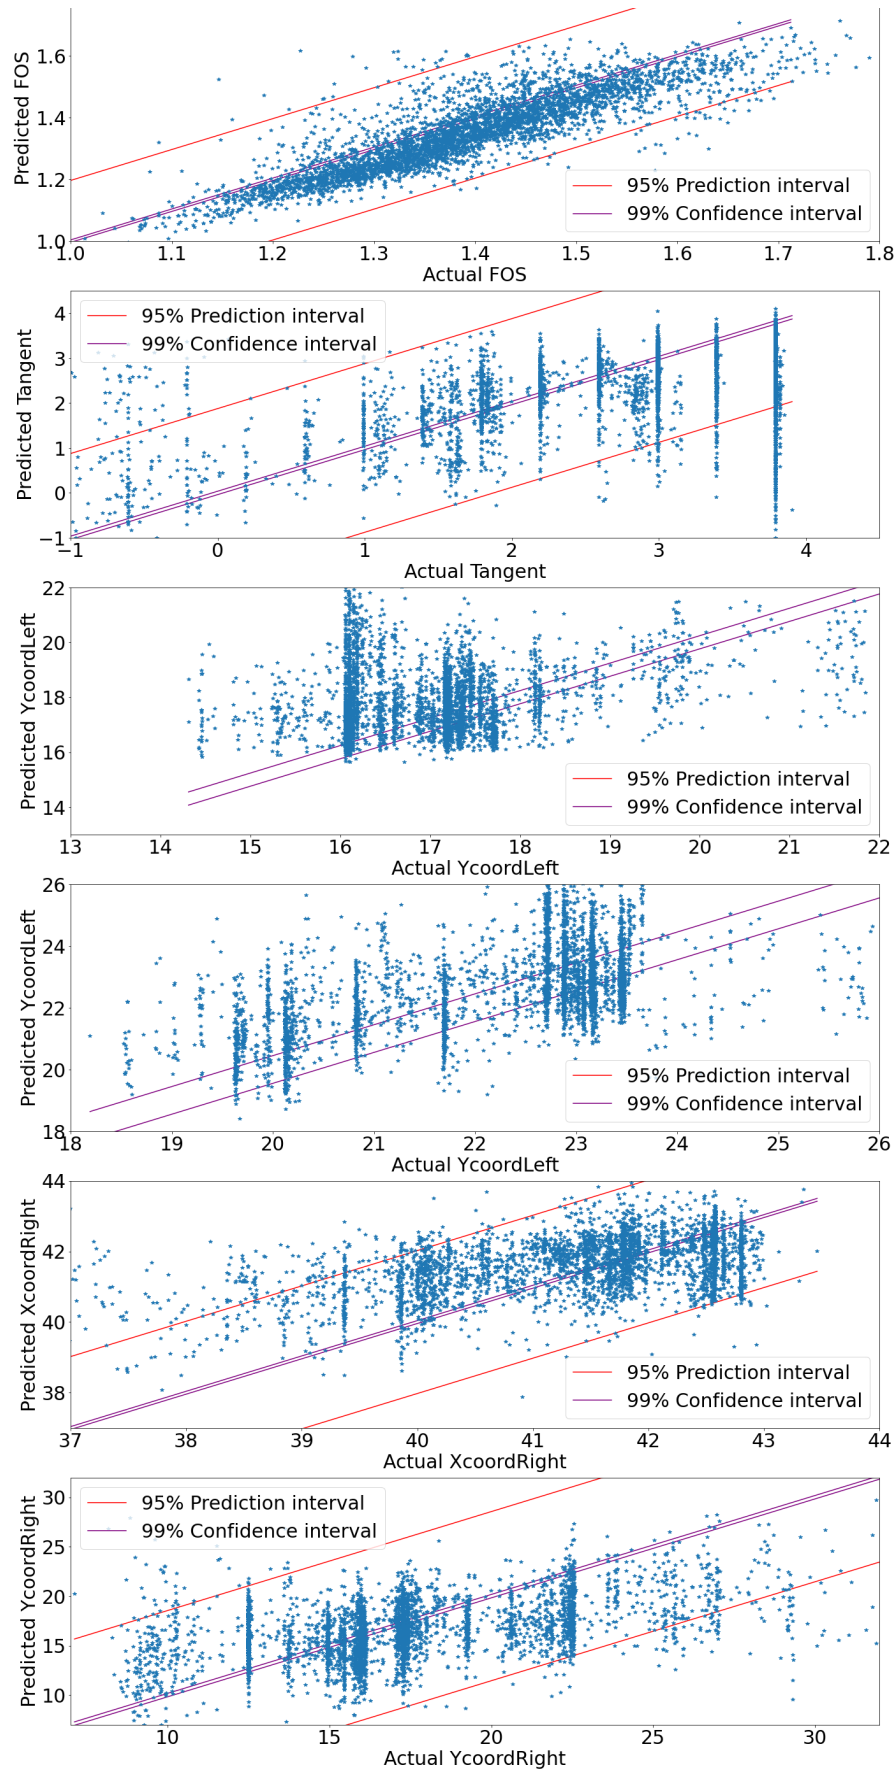 1.6
1.4
1.2
1.0
Predicted FOS
95% Prediction interval
99% Confidence interval
1.0 1.1 1.2 1.3 1.4 1.5 1.6 1.7 1.8
Actual FOS
4
3
2
1
0
−1
Predicted Tangent
95% Prediction interval
99% Confidence interval
−1 0 1 2 3 4
Actual Tangent
22
20
18
16
14
Predicted YcoordLeft
95% Prediction interval
99% Confidence interval
13 14 15 16 17 18 19 20 21 22
Actual YcoordLeft
26
24
22
20
18
Predicted YcoordLeft
95% Prediction interval
99% Confidence interval
18 19 20 21 22 23 24 25 26
Actual YcoordLeft
44
42
40
38
Predicted XcoordRight
95% Prediction interval
99% Confidence interval
37 38 39 40 41 42 43 44
Actual XcoordRight
30
25
20
15
10
Predicted YcoordRight
95% Prediction interval
99% Confidence interval
10 15 20 25 30
Actual YcoordRight